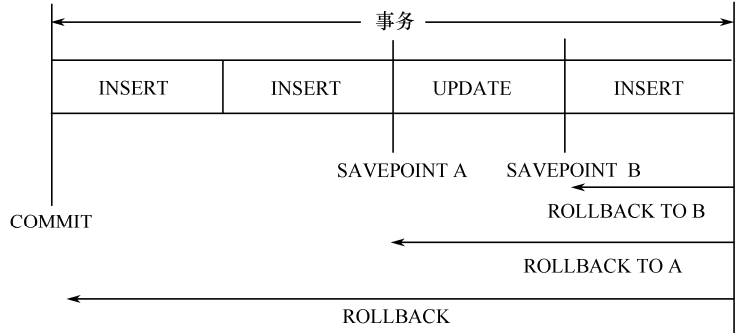 事务
INSERT INSERT UPDATE INSERT
SAVEPOINT A SAVEPOINT B
ROLLBACK TO B
COMMIT
ROLLBACK TO A
ROLLBACK